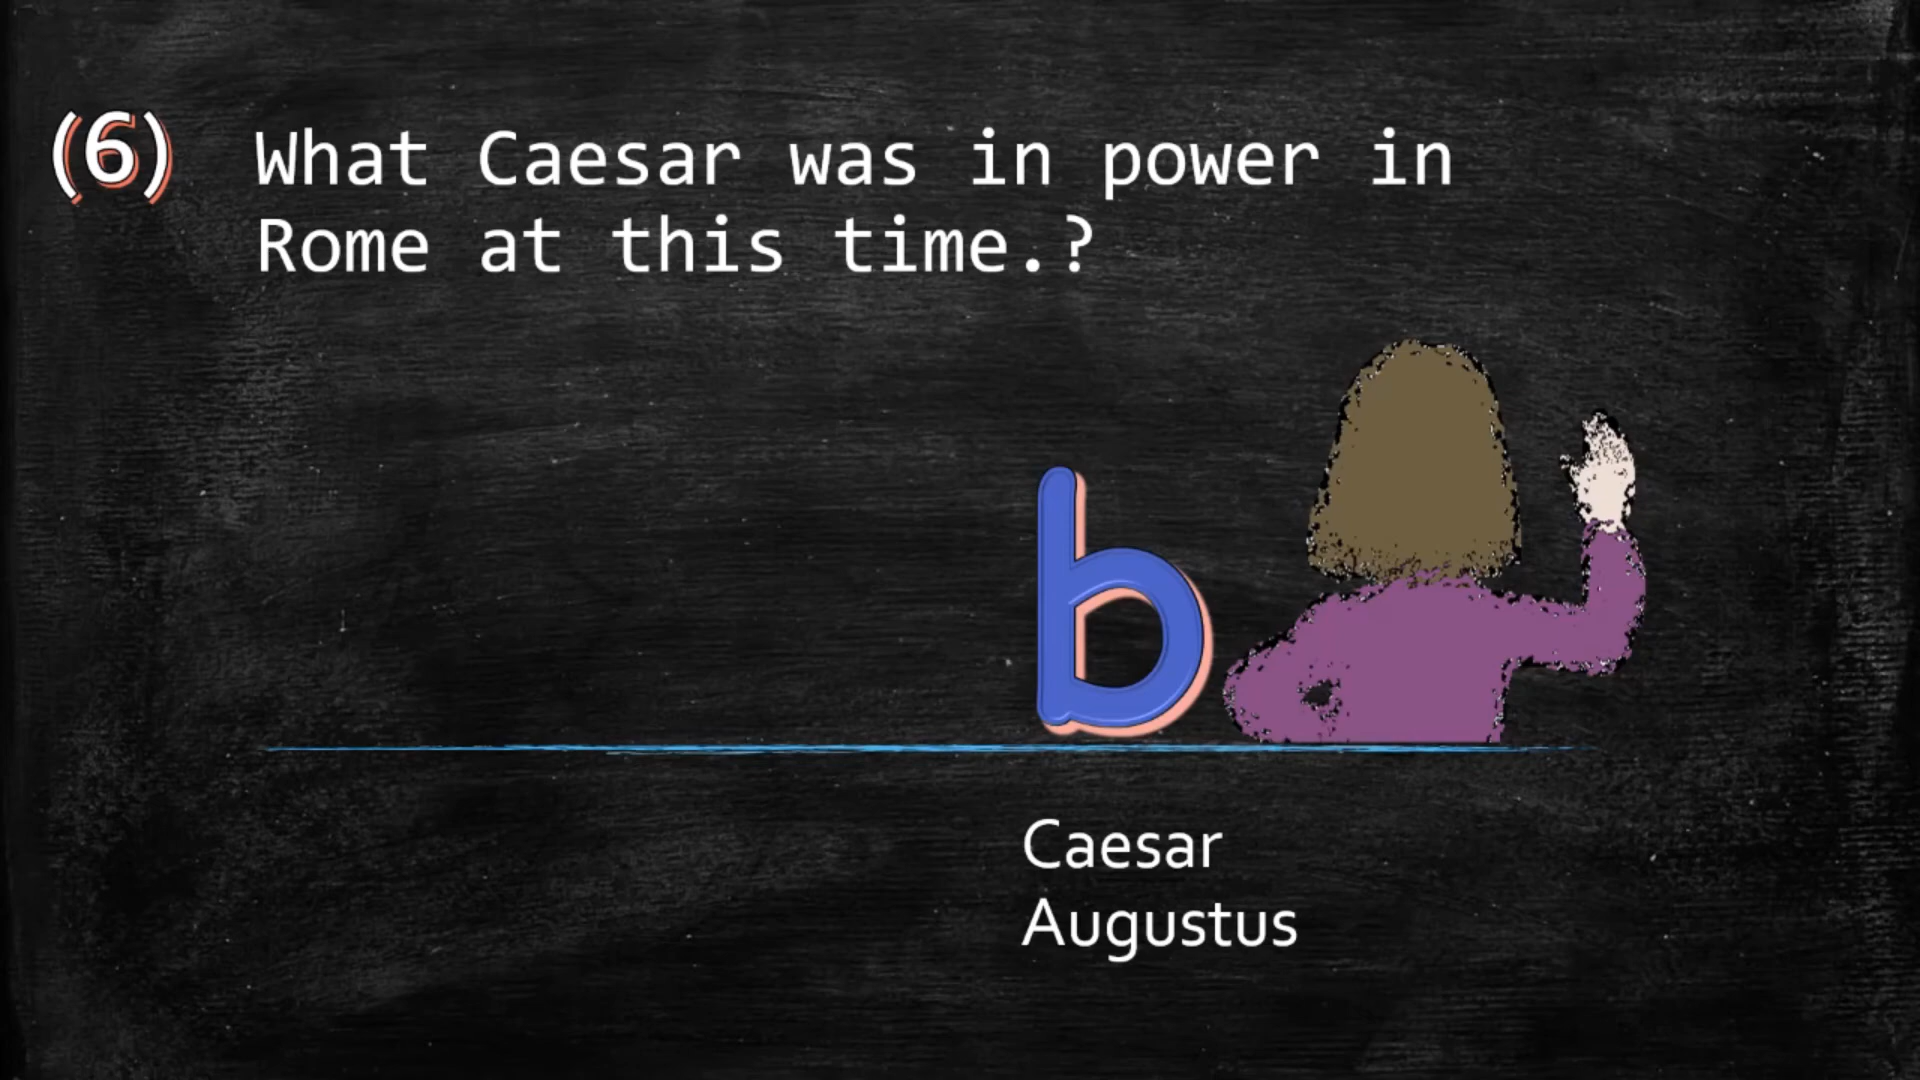 (6)
What Caesar was in power in
Rome at this time.?
b
Caesar
Augustus